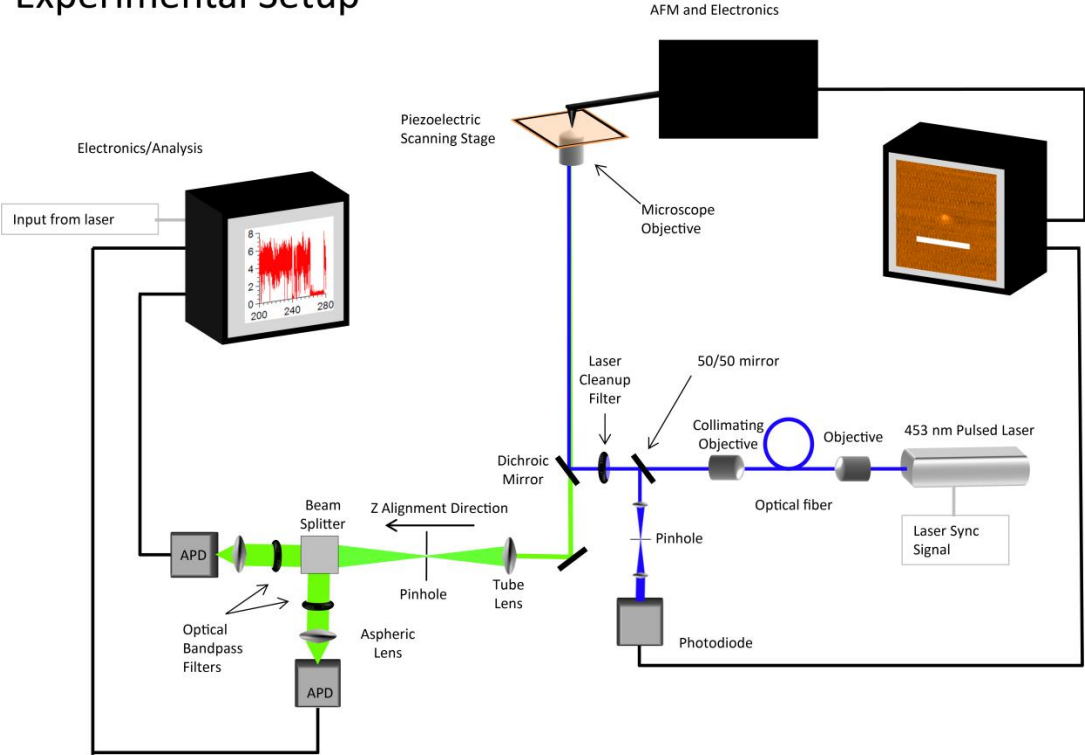 Experimental Setup
AFM and Electronics
Piezoelectric
Scanning Stage
Electronics/Analysis
Input from laser
8
6
4
2
0
200 240 280
Microscope
Objective
Laser
Cleanup
Filter
50/50 mirror
Collimating
Objective
Objective
453 nm Pulsed Laser
Optical fiber
Laser Sync
Signal
Dichroic
Mirror
Beam
Splitter
Z Alignment Direction
APD
Pinhole
Tube
Lens
Pinhole
Optical
Bandpass
Filters
Aspheric
Lens
APD
Photodiode